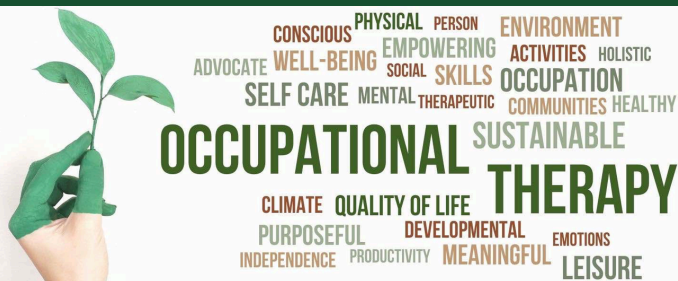 CONSCIOUS PHYSICAL PERSON ENVIRONMENT
ADVOCATE WELL-BEING EMPOWERING ACTIVITIES HOLISTIC
SOCIAL SKILLS OCCUPATION
SELF CARE MENTAL THERAPEUTIC COMMUNITIES HEALTHY
OCCUPATIONAL SUSTAINABLE
THERAPY
CLIMATE QUALITY OF LIFE
PURPOSEFUL DEVELOPMENTAL EMOTIONS
INDEPENDENCE PRODUCTIVITY MEANINGFUL LEISURE